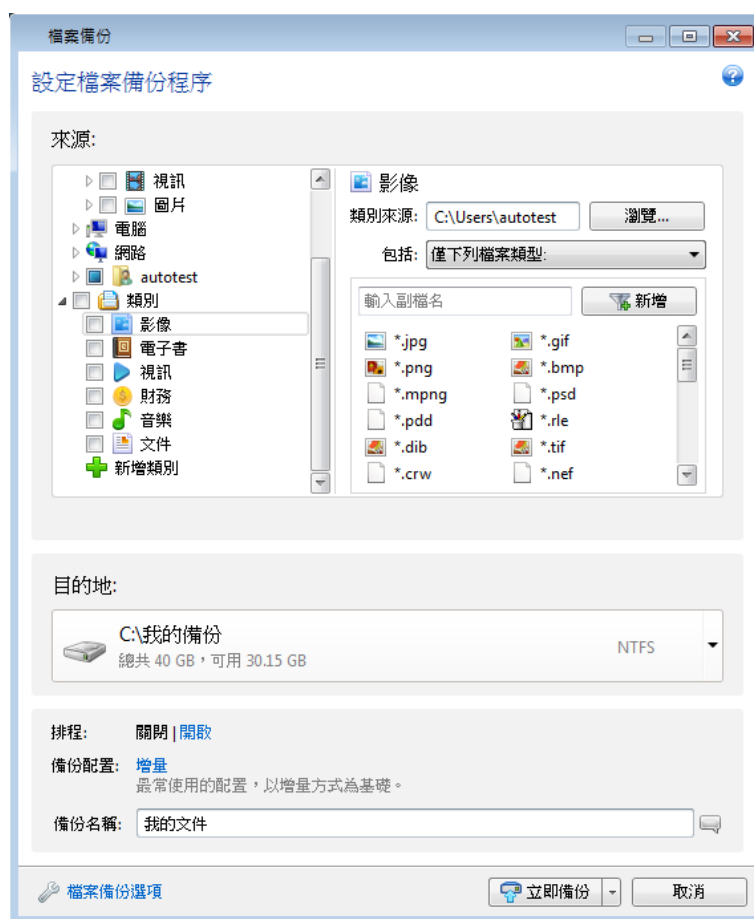 檔案備份
設定檔案備份程序
來源:
視訊
圖片
電腦
網路
autotest
類別
影像
電子書
視訊
財務
音樂
文件
新增類別
影像
類別來源: C:\Users\autotest 瀏覽...
包括: 僅下列檔案類型:
輸入副檔名 新增
*.jpg *.gif
*.png *.bmp
*.mpng *.psd
*.pdd *.rle
*.dib *.tif
*.crw *.nef
目的地:
C:\我的備份
總共 40 GB，可用 30.15 GB
NTFS
排程: 關閉 | 開啟
備份配置: 增量
最常使用的配置，以增量方式為基礎。
備份名稱: 我的文件
檔案備份選項 立即備份 取消